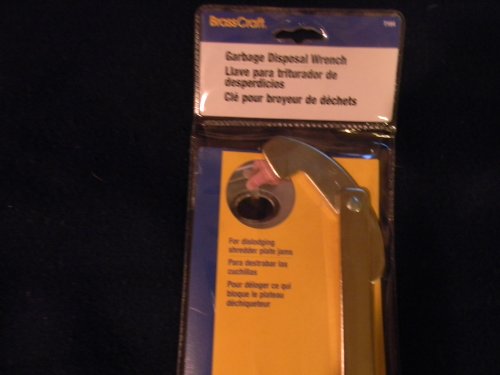 BrassCraft
Garbage Disposal Wrench
Llave para triturador de
desperdicios
Clé pour broyeur de déchets
For dislodging
shredder plate jams
Para destrabar las
cuchillas
Pour déloger ce qui
bloque le plateau
déchiqueteur